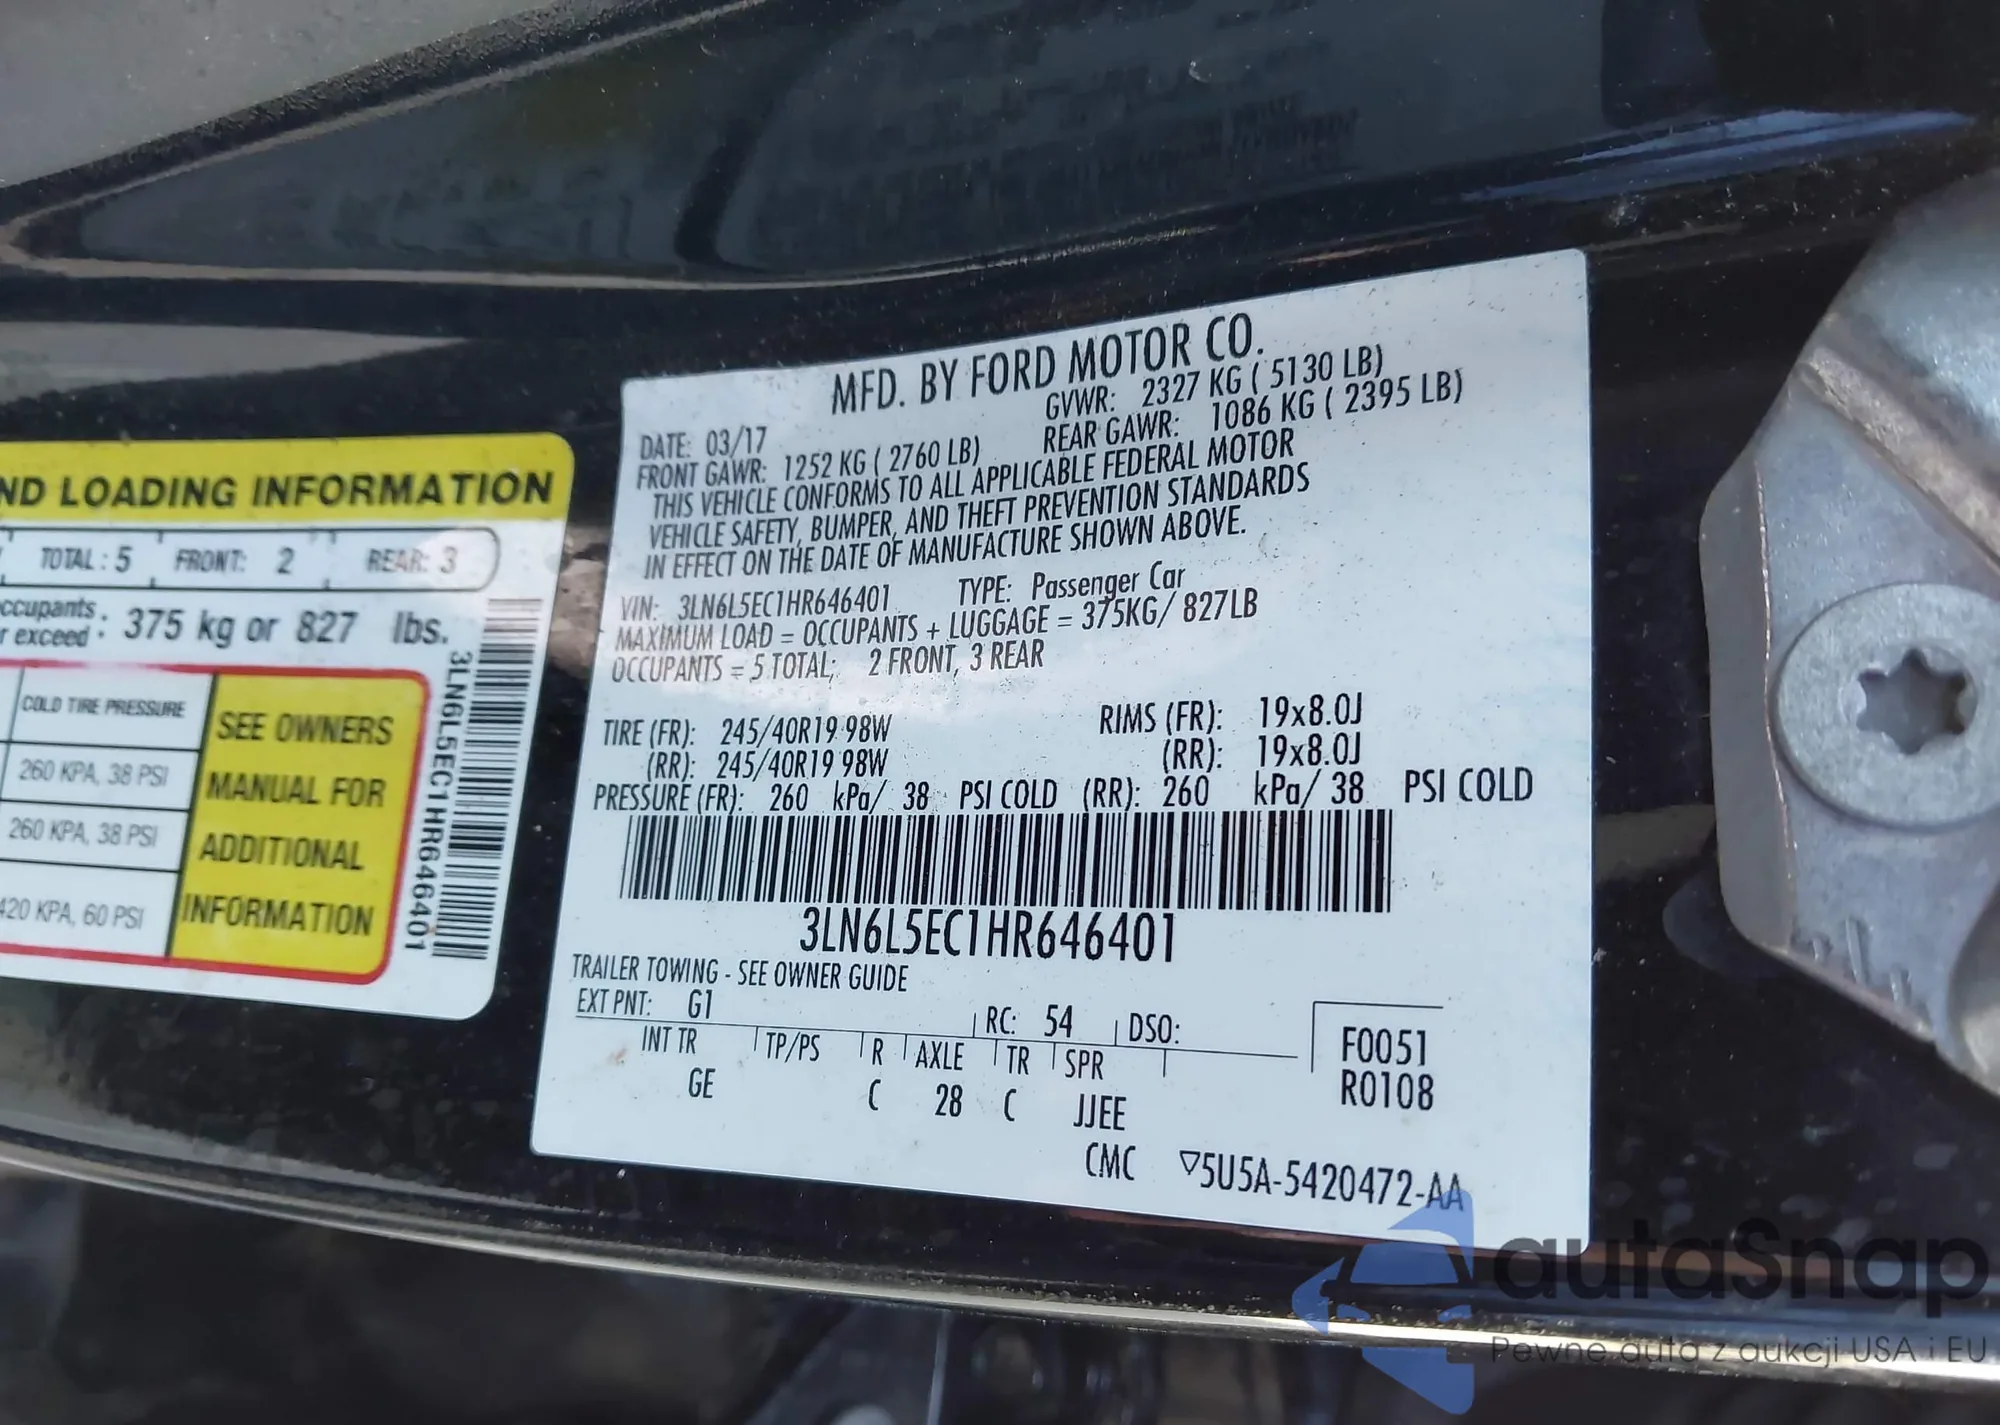 ND LOADING INFORMATION
TOTAL : 5 FRONT: 2 REAR: 3
ccupants
r exceed : 375 kg or 827 lbs.
COLD TIRE PRESSURE
260 KPA, 38 PSI
260 KPA, 38 PSI
420 KPA, 60 PSI
SEE OWNERS
MANUAL FOR
ADDITIONAL
INFORMATION
3LN6L5EC1HR646401
MFD. BY FORD MOTOR CO.
DATE: 03/17 GVWR: 2327 KG ( 5130 LB)
FRONT GAWR: 1252 KG ( 2760 LB) REAR GAWR: 1086 KG ( 2395 LB)
THIS VEHICLE CONFORMS TO ALL APPLICABLE FEDERAL MOTOR
VEHICLE SAFETY, BUMPER, AND THEFT PREVENTION STANDARDS
IN EFFECT ON THE DATE OF MANUFACTURE SHOWN ABOVE.
VIN: 3LN6L5EC1HR646401 TYPE: Passenger Car
MAXIMUM LOAD = OCCUPANTS + LUGGAGE = 375KG/ 827LB
OCCUPANTS = 5 TOTAL; 2 FRONT, 3 REAR
TIRE (FR): 245/40R19 98W RIMS (FR): 19x8.0J
(RR): 245/40R19 98W (RR): 19x8.0J
PRESSURE (FR): 260 kPa/ 38 PSI COLD (RR): 260 kPa/ 38 PSI COLD
3LN6L5EC1HR646401
TRAILER TOWING - SEE OWNER GUIDE
EXT PNT: G1 RC: 54 DSO:
INT TR TP/PS R AXLE TR SPR
GE C 28 C JJEE
F0051
R0108
CMC ▽5U5A-5420472-AA
autaSnap
Pewne auta z aukcji USA i EU